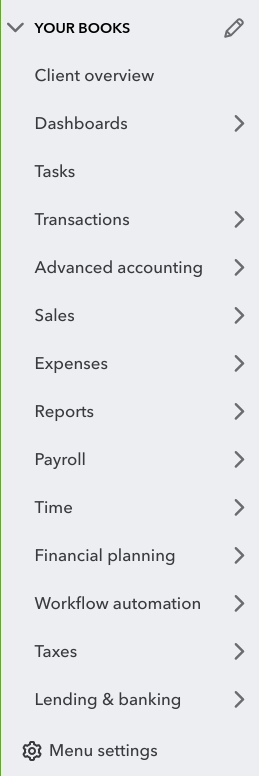 YOUR BOOKS
Client overview
Dashboards
Tasks
Transactions
Advanced accounting
Sales
Expenses
Reports
Payroll
Time
Financial planning
Workflow automation
Taxes
Lending & banking
Menu settings